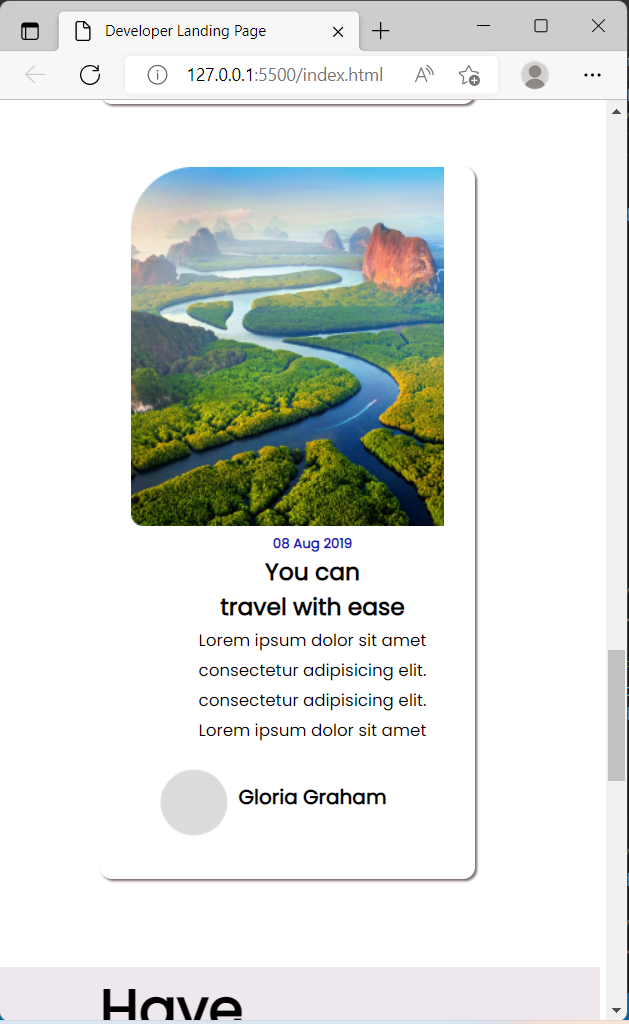 Developer Landing Page
127.0.0.1:5500/index.html
08 Aug 2019
You can
travel with ease
Lorem ipsum dolor sit amet
consectetur adipisicing elit.
consectetur adipisicing elit.
Lorem ipsum dolor sit amet
Gloria Graham
Have